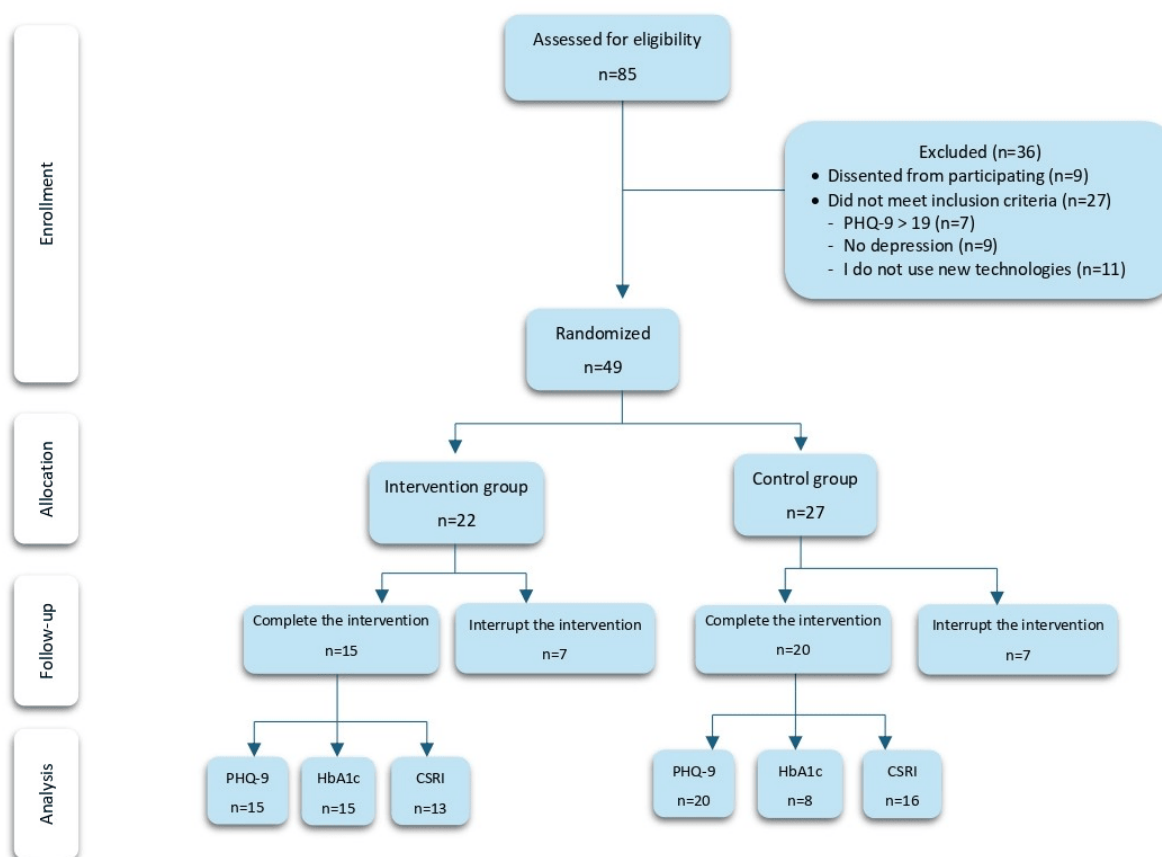 Assessed for eligibility
n=85
Enrollment
Excluded (n=36)
• Dissented from participating (n=9)
• Did not meet inclusion criteria (n=27)
- PHQ-9 > 19 (n=7)
- No depression (n=9)
- I do not use new technologies (n=11)
Randomized
n=49
Allocation
Intervention group
n=22
Control group
n=27
Follow-up
Complete the intervention
n=15
Interrupt the intervention
n=7
Complete the intervention
n=20
Interrupt the intervention
n=7
Analysis
PHQ-9
n=15
HbA1c
n=15
CSRI
n=13
PHQ-9
n=20
HbA1c
n=8
CSRI
n=16